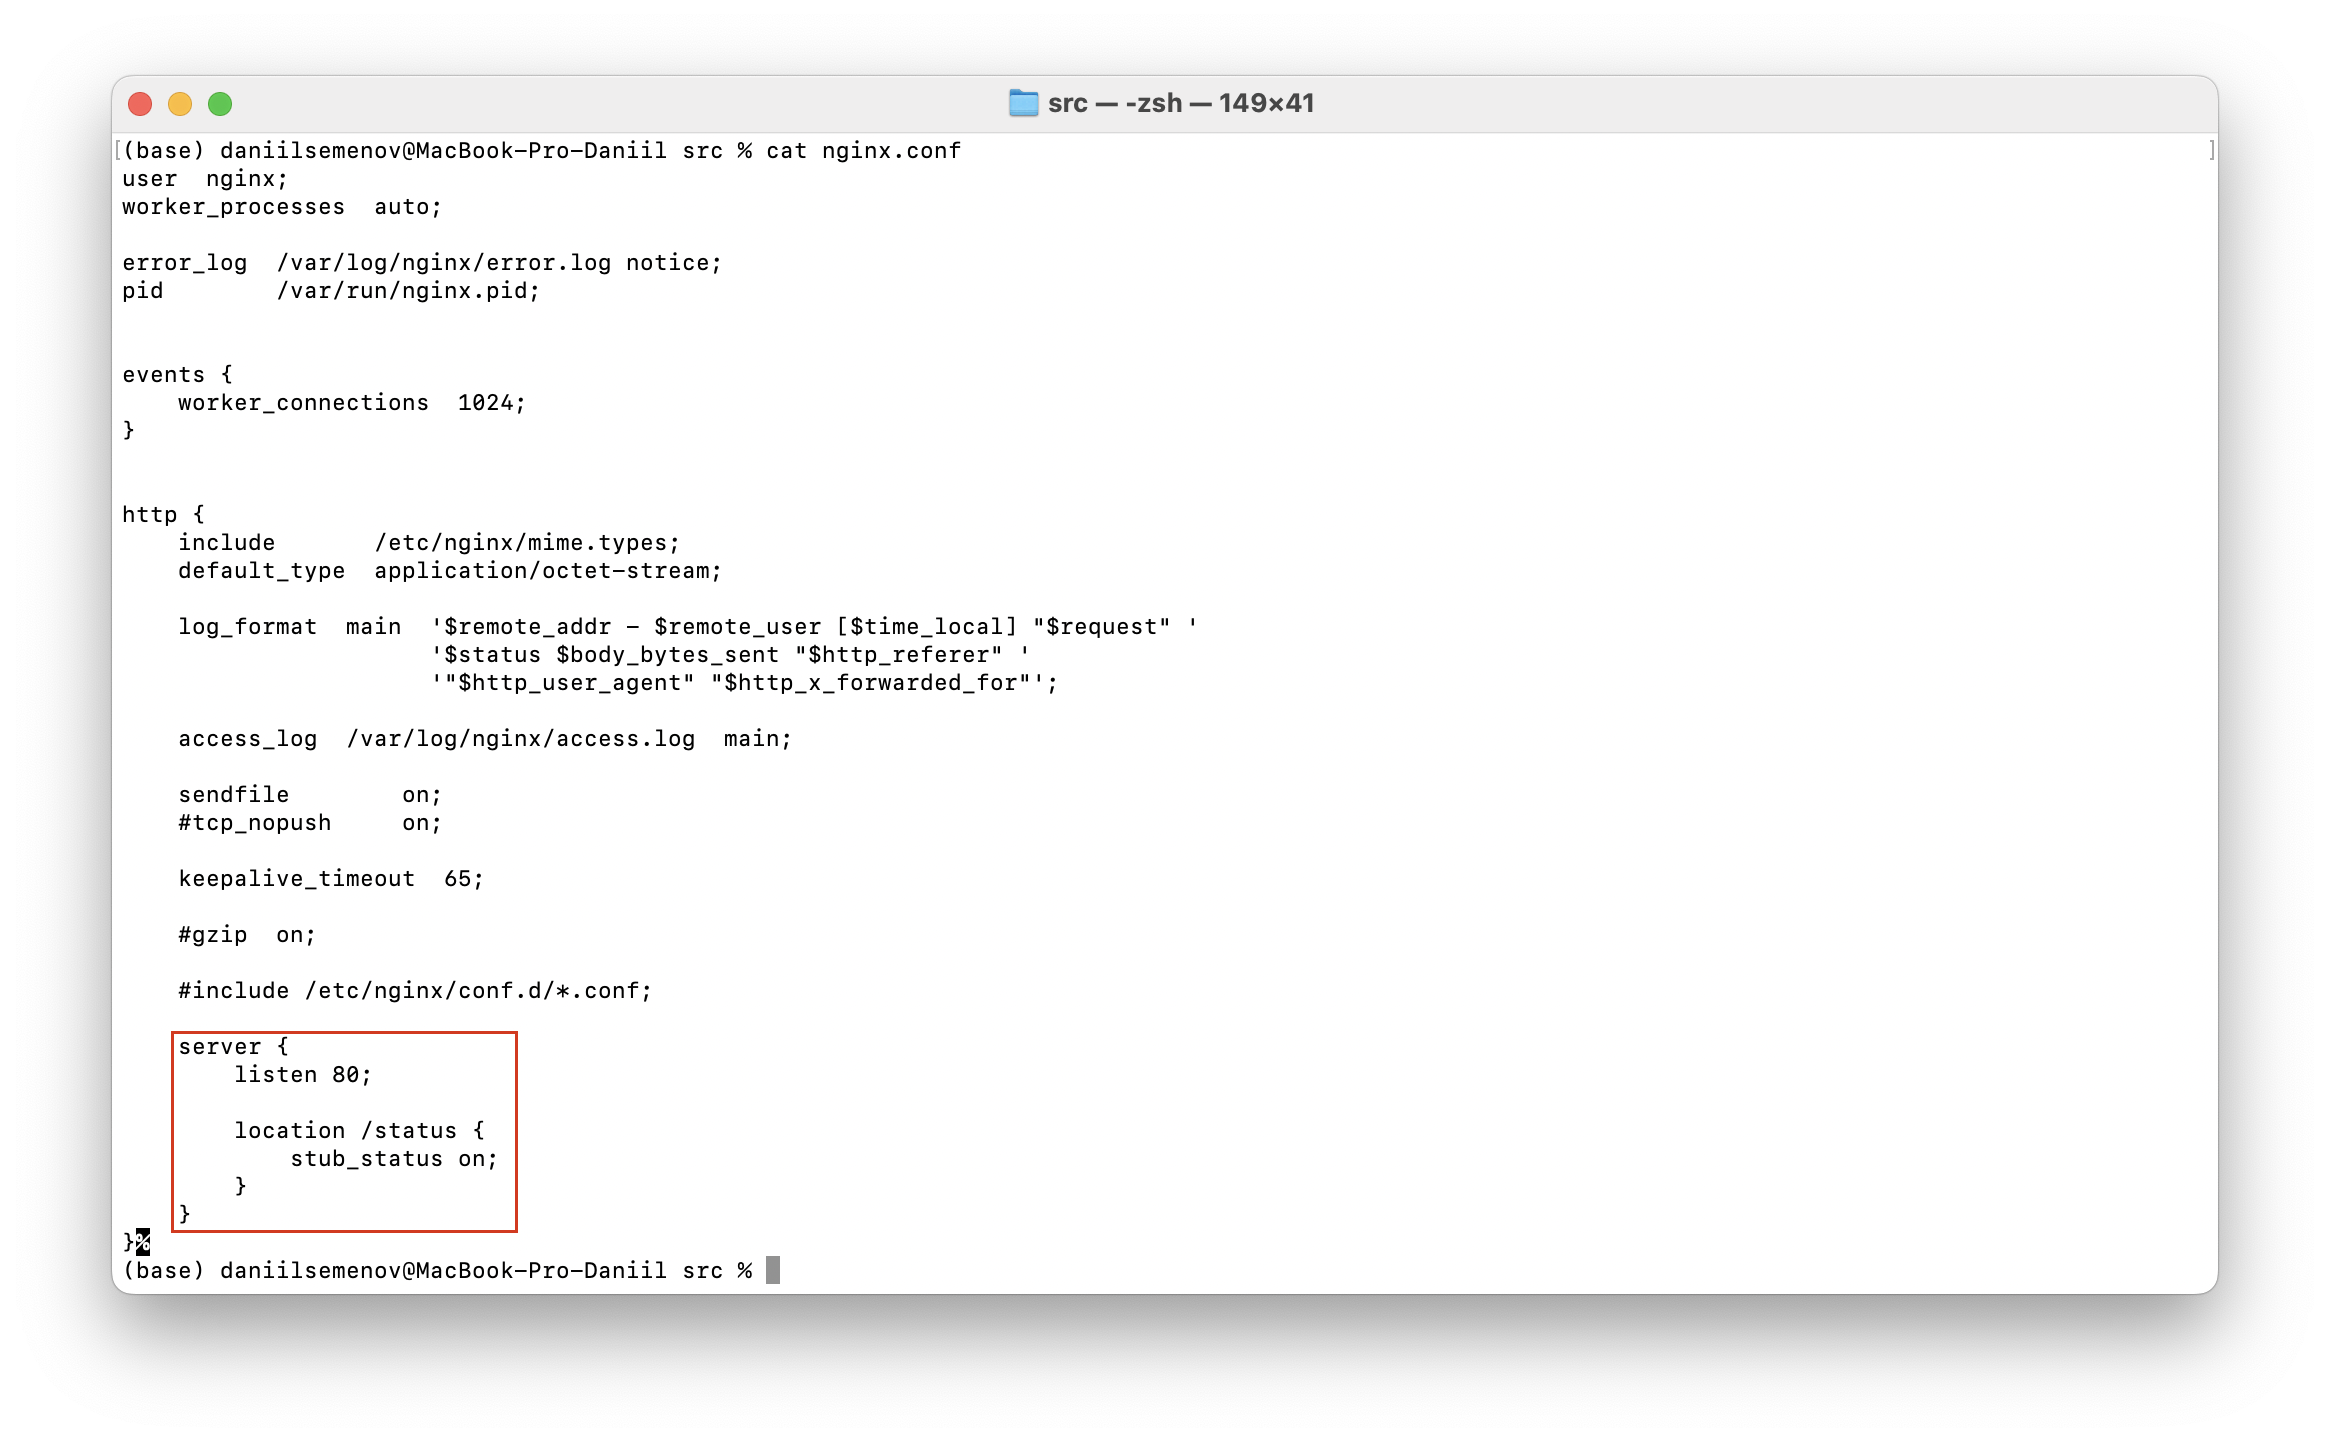 src — -zsh — 149×41
(base) daniilsemenov@MacBook-Pro-Daniil src % cat nginx.conf
user  nginx;
worker_processes  auto;

error_log  /var/log/nginx/error.log notice;
pid        /var/run/nginx.pid;


events {
    worker_connections  1024;
}


http {
    include       /etc/nginx/mime.types;
    default_type  application/octet-stream;

    log_format  main  '$remote_addr - $remote_user [$time_local] "$request" '
                      '$status $body_bytes_sent "$http_referer" '
                      '"$http_user_agent" "$http_x_forwarded_for"';

    access_log  /var/log/nginx/access.log  main;

    sendfile        on;
    #tcp_nopush     on;

    keepalive_timeout  65;

    #gzip  on;

    #include /etc/nginx/conf.d/*.conf;

    server {
        listen 80;

        location /status {
            stub_status on;
        }
    }
}%
(base) daniilsemenov@MacBook-Pro-Daniil src %